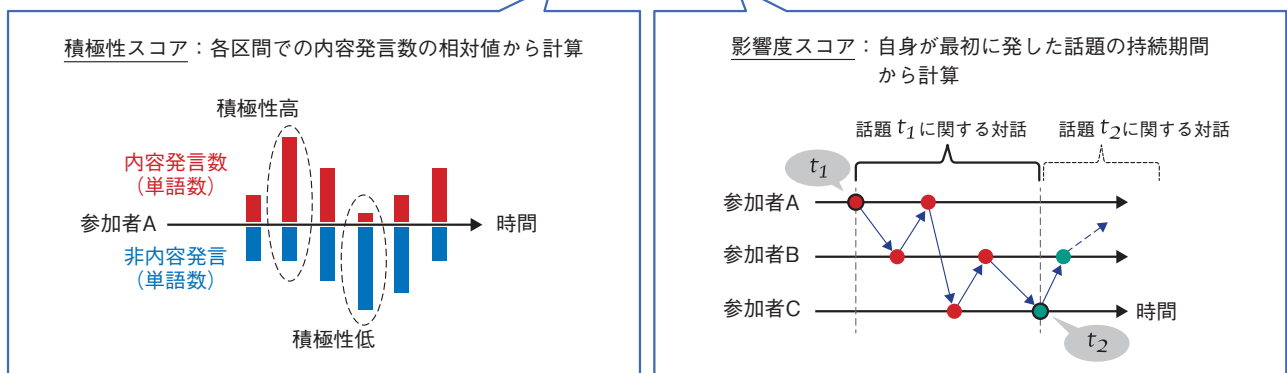 積極性スコア：各区間での内容発言数の相対値から計算
積極性高
内容発言数
（単語数）
参加者A
時間
非内容発言
（単語数）
積極性低
影響度スコア：自身が最初に発した話題の持続期間
から計算
話題 t1に関する対話
話題 t2に関する対話
t1
参加者A
参加者B
参加者C
時間
t2